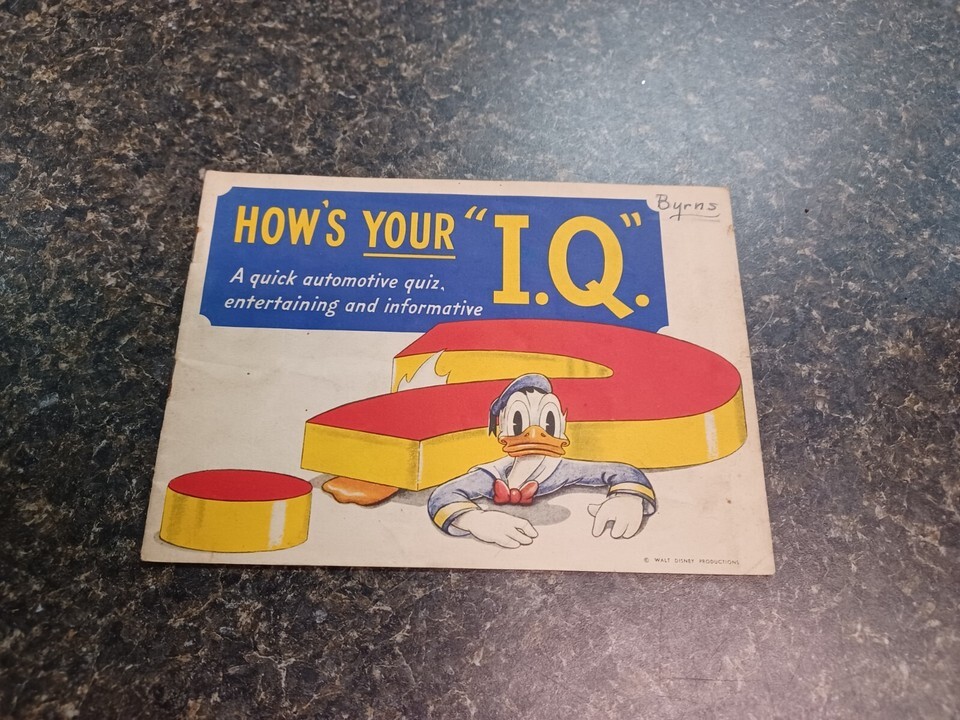 HOW'S YOUR "I.Q."
Byrns
A quick automotive quiz,
entertaining and informative
© WALT DISNEY PRODUCTIONS